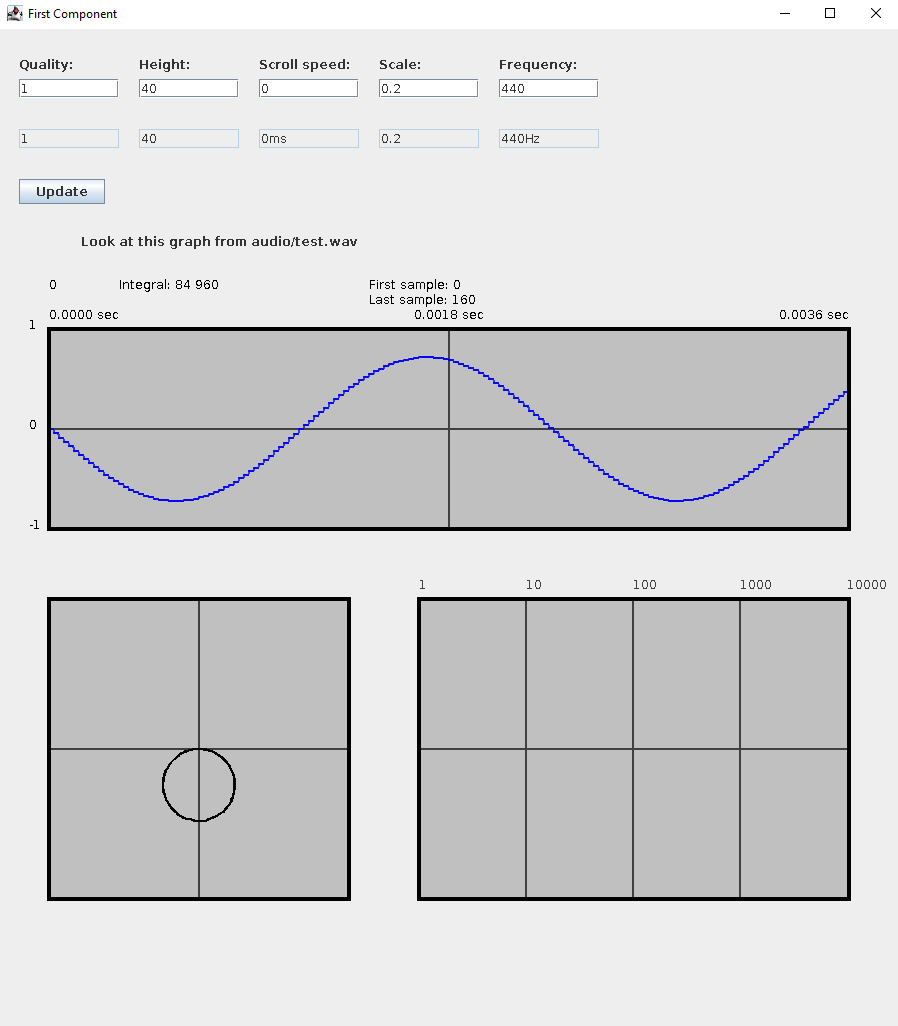 First Component
Quality: Height: Scroll speed: Scale: Frequency:
1 40 0 0.2 440
1 40 0ms 0.2 440Hz
Update
Look at this graph from audio/test.wav
0 Integral: 84 960 First sample: 0
Last sample: 160
0.0000 sec 0.0018 sec 0.0036 sec
1
0
-1
1 10 100 1000 10000